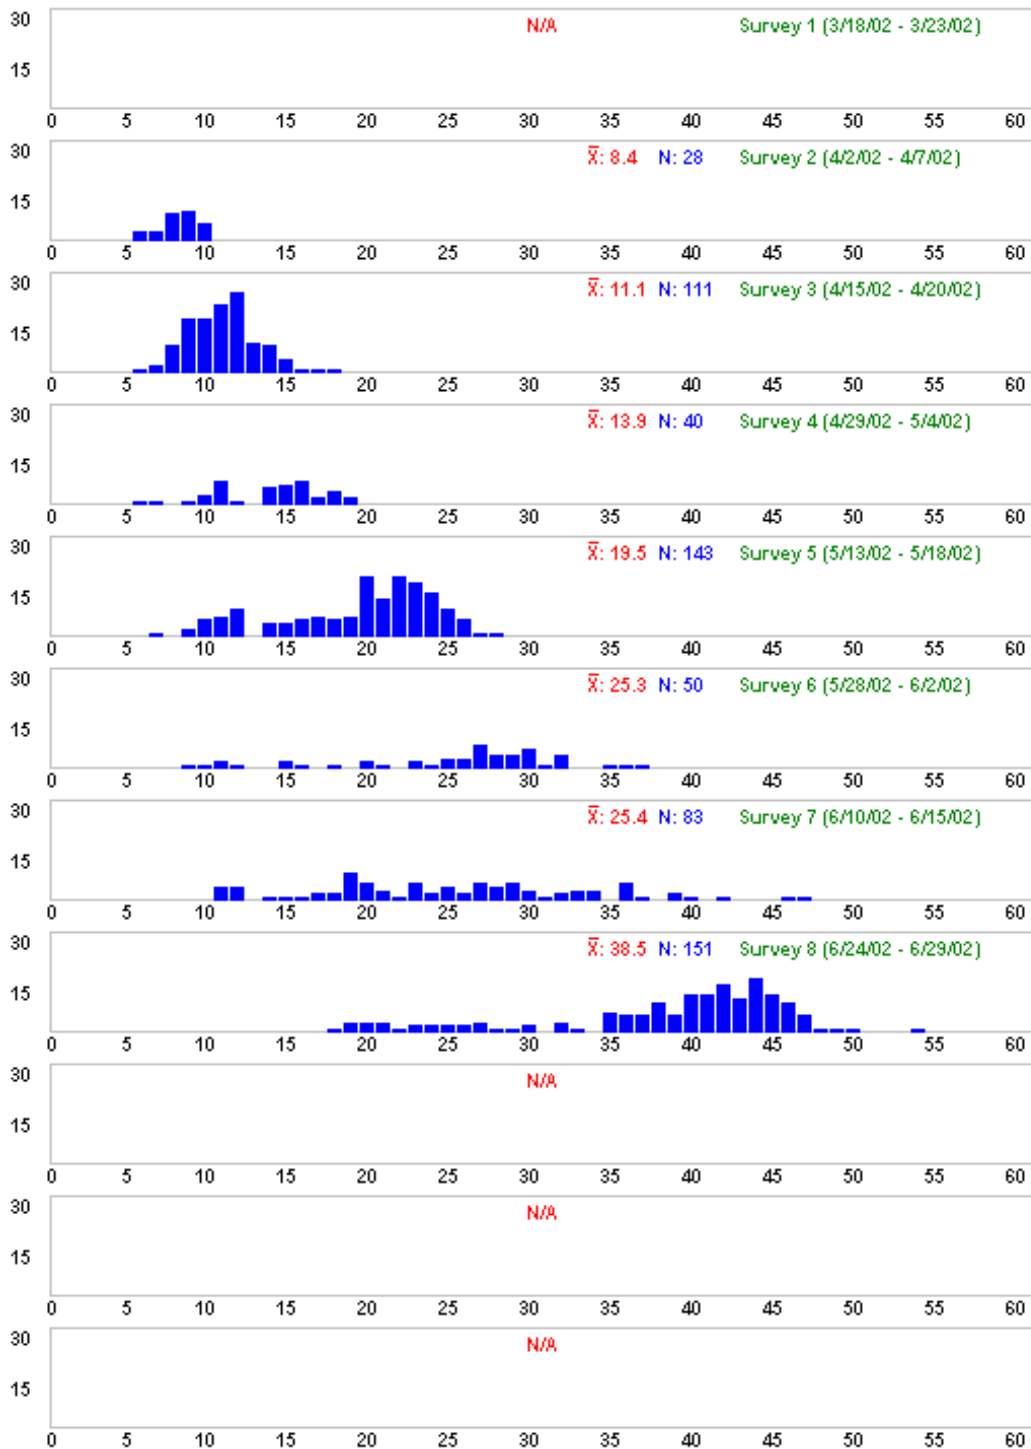 30 N/A Survey 1 (3/18/02 - 3/23/02)
15
0 5 10 15 20 25 30 35 40 45 50 55 60
30 X̄: 8.4 N: 28 Survey 2 (4/2/02 - 4/7/02)
15
0 5 10 15 20 25 30 35 40 45 50 55 60
30 X̄: 11.1 N: 111 Survey 3 (4/15/02 - 4/20/02)
15
0 5 10 15 20 25 30 35 40 45 50 55 60
30 X̄: 13.9 N: 40 Survey 4 (4/29/02 - 5/4/02)
15
0 5 10 15 20 25 30 35 40 45 50 55 60
30 X̄: 19.5 N: 143 Survey 5 (5/13/02 - 5/18/02)
15
0 5 10 15 20 25 30 35 40 45 50 55 60
30 X̄: 25.3 N: 50 Survey 6 (5/28/02 - 6/2/02)
15
0 5 10 15 20 25 30 35 40 45 50 55 60
30 X̄: 25.4 N: 83 Survey 7 (6/10/02 - 6/15/02)
15
0 5 10 15 20 25 30 35 40 45 50 55 60
30 X̄: 38.5 N: 151 Survey 8 (6/24/02 - 6/29/02)
15
0 5 10 15 20 25 30 35 40 45 50 55 60
30 N/A
15
0 5 10 15 20 25 30 35 40 45 50 55 60
30 N/A
15
0 5 10 15 20 25 30 35 40 45 50 55 60
30 N/A
15
0 5 10 15 20 25 30 35 40 45 50 55 60